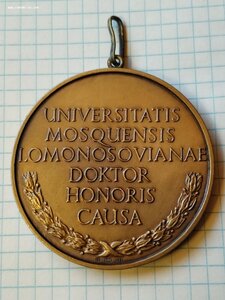 UNIVERSITATIS
MOSQUENSIS
LOMONOSOVIANAE
DOKTOR
HONORIS
CAUSA